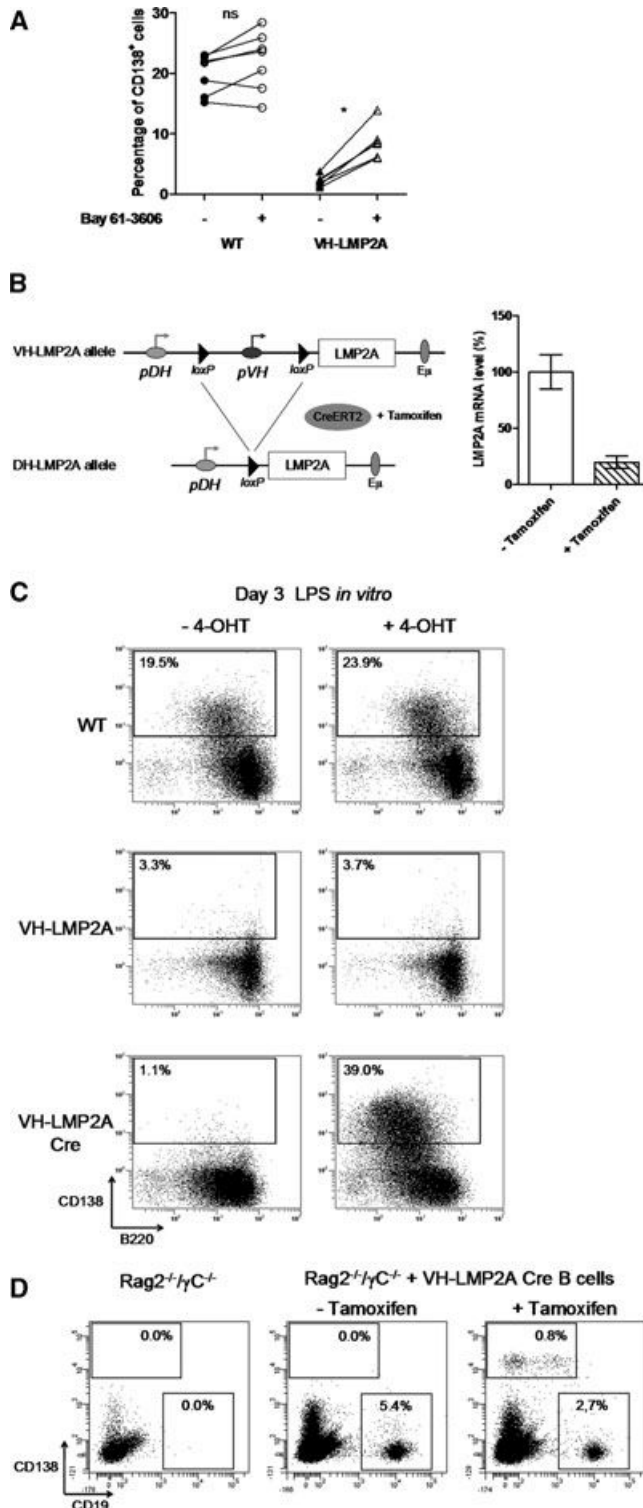 A
ns
*
30
20
10
0
Percentage of CD138+ cells
Bay 61-3606 - + - +
WT VH-LMP2A
B
VH-LMP2A allele
pDH loxP pVH loxP LMP2A Eμ
CreERT2 + Tamoxifen
DH-LMP2A allele
pDH loxP LMP2A Eμ
LMP2A mRNA level (%)
150
100
50
0
- Tamoxifen + Tamoxifen
C
Day 3 LPS in vitro
- 4-OHT + 4-OHT
WT
19.5% 23.9%
VH-LMP2A
3.3% 3.7%
VH-LMP2A
Cre
1.1% 39.0%
CD138
B220
D
Rag2-/-/γC-/- Rag2-/-/γC-/- + VH-LMP2A Cre B cells
- Tamoxifen + Tamoxifen
0.0% 0.0% 0.8%
0.0% 5.4% 2,7%
CD138
CD19